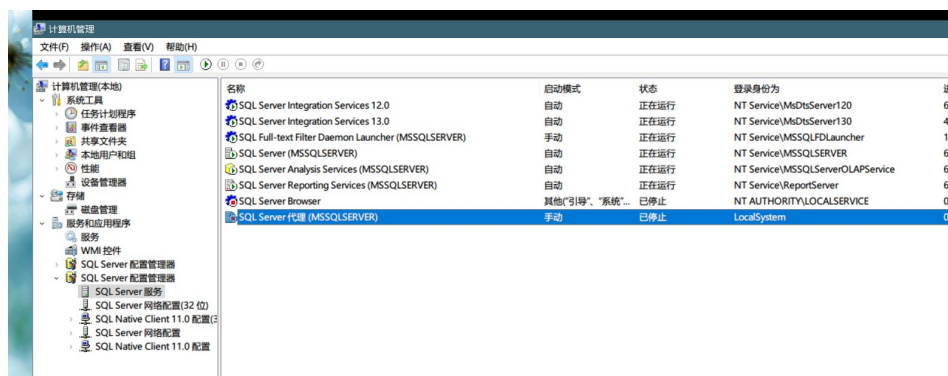 计算机管理
文件(F) 操作(A) 查看(V) 帮助(H)
计算机管理(本地)
系统工具
任务计划程序
事件查看器
共享文件夹
本地用户和组
性能
设备管理器
存储
磁盘管理
服务和应用程序
服务
WMI 控件
SQL Server 配置管理器
SQL Server 配置管理器
SQL Server 服务
SQL Server 网络配置(32 位)
SQL Native Client 11.0 配置(3
SQL Server 网络配置
SQL Native Client 11.0 配置
名称 启动模式 状态 登录身份为 进
SQL Server Integration Services 12.0 自动 正在运行 NT Service\MsDtsServer120 6
SQL Server Integration Services 13.0 自动 正在运行 NT Service\MsDtsServer130 4
SQL Full-text Filter Daemon Launcher (MSSQLSERVER) 手动 正在运行 NT Service\MSSQLFDLauncher 1
SQL Server (MSSQLSERVER) 自动 正在运行 NT Service\MSSQLSERVER 6
SQL Server Analysis Services (MSSQLSERVER) 自动 正在运行 NT Service\MSSQLServerOLAPService 6
SQL Server Reporting Services (MSSQLSERVER) 自动 正在运行 NT Service\ReportServer 6
SQL Server Browser 其他("引导"、"系统"... 已停止 NT AUTHORITY\LOCALSERVICE 0
SQL Server 代理 (MSSQLSERVER) 手动 已停止 LocalSystem 0